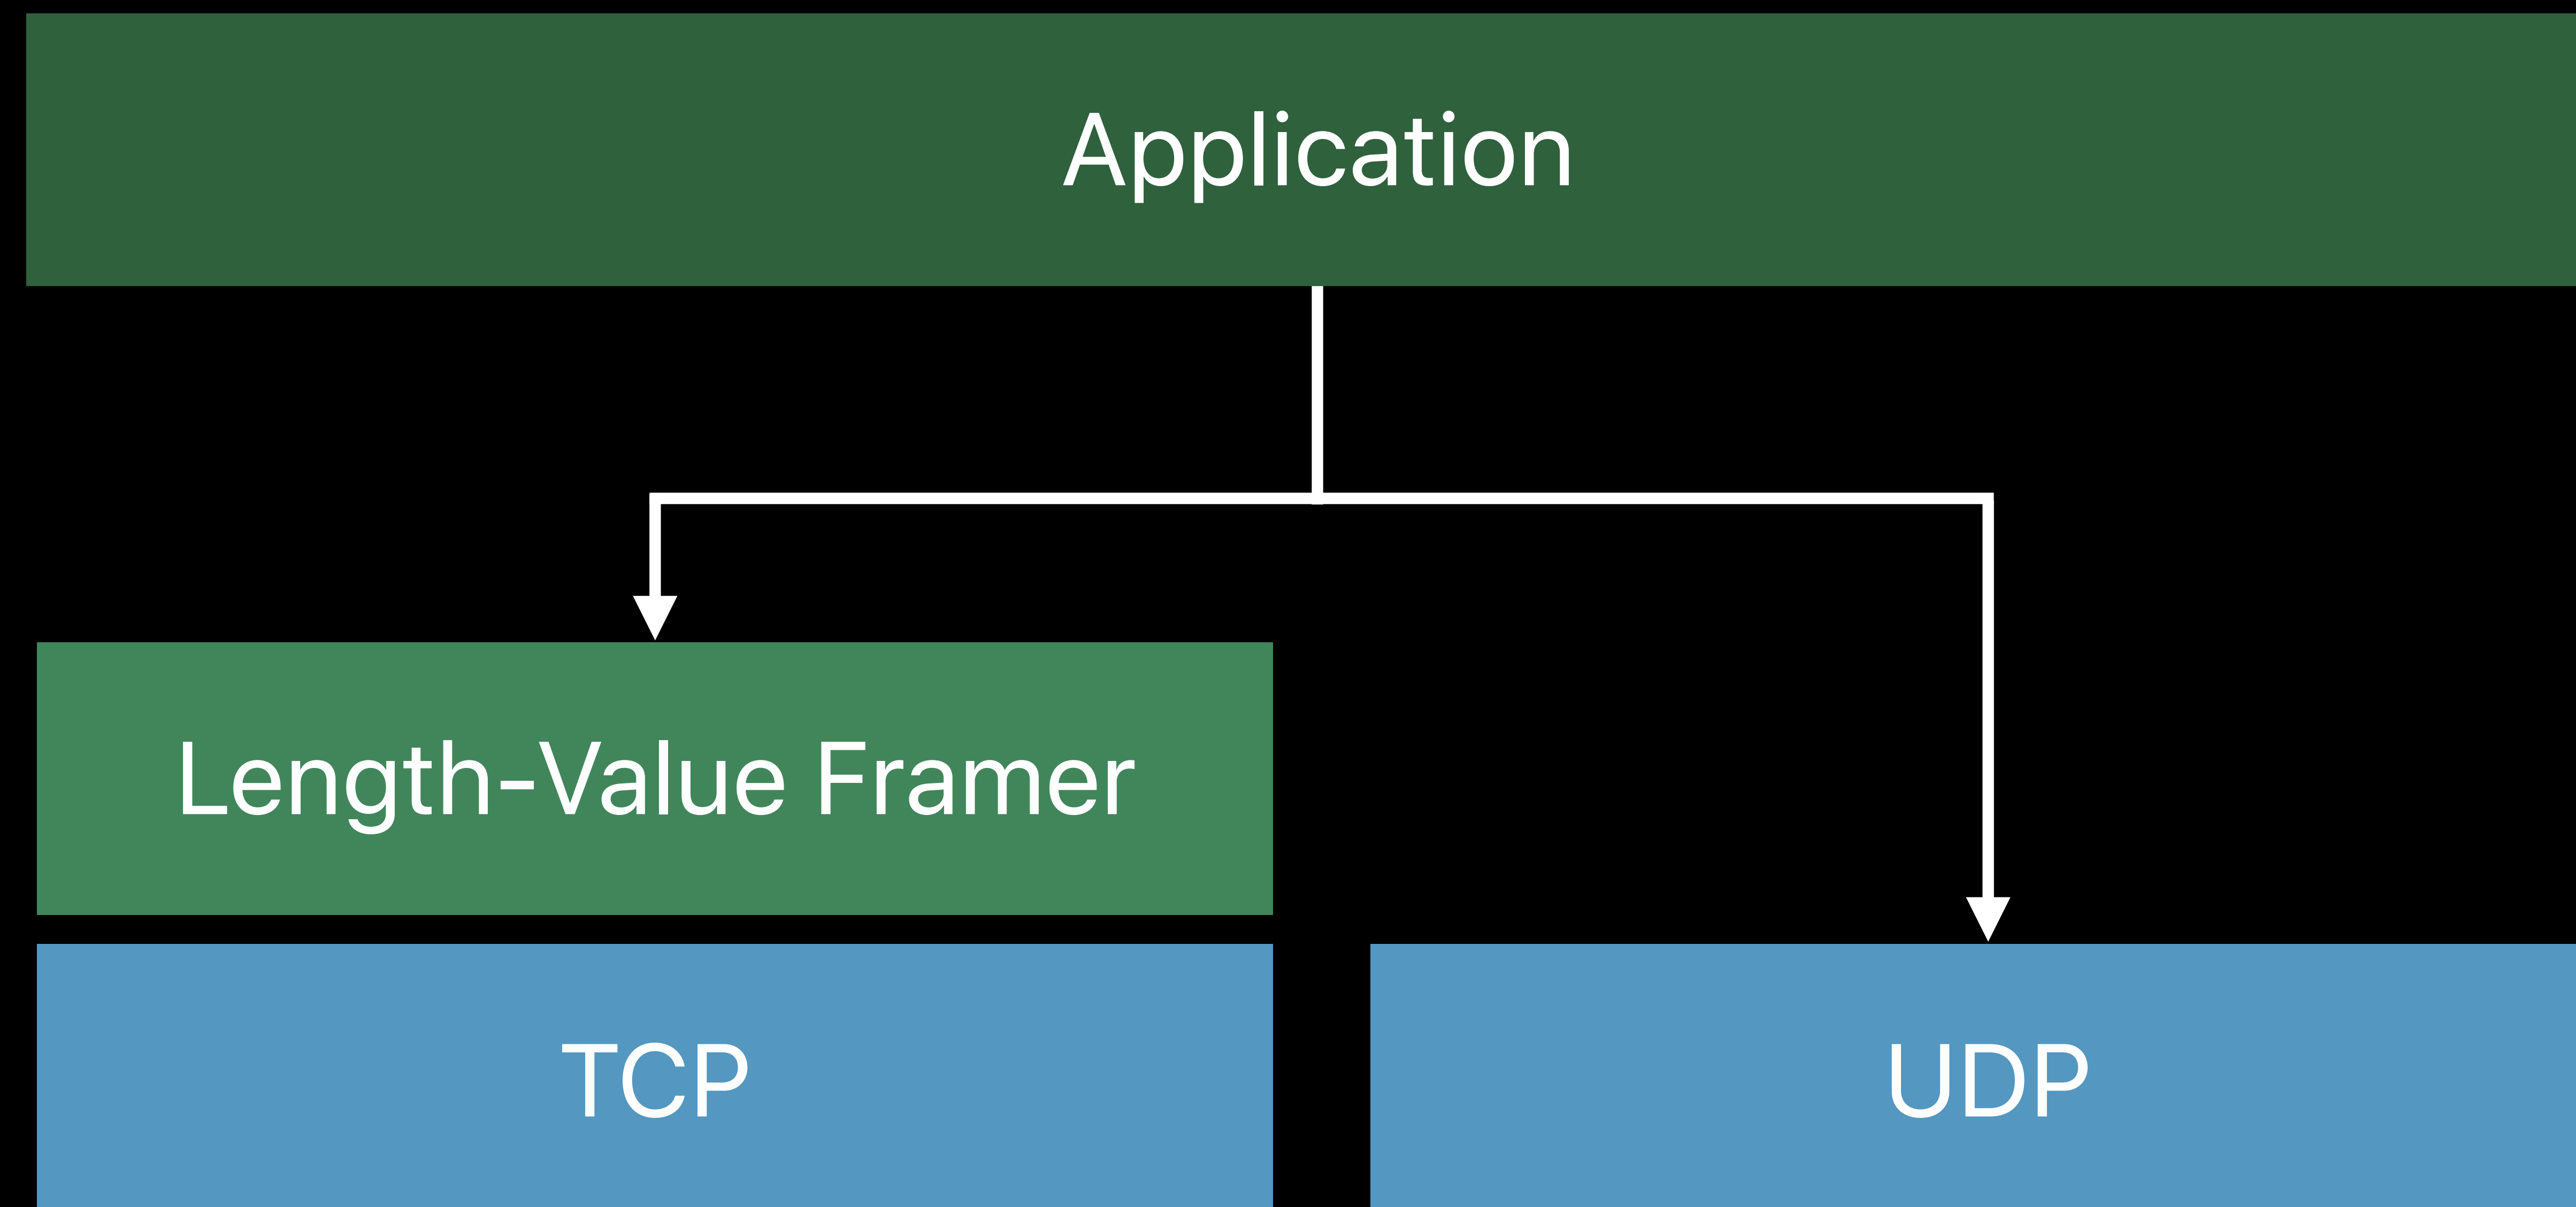 Application
Length-Value Framer
TCP
UDP